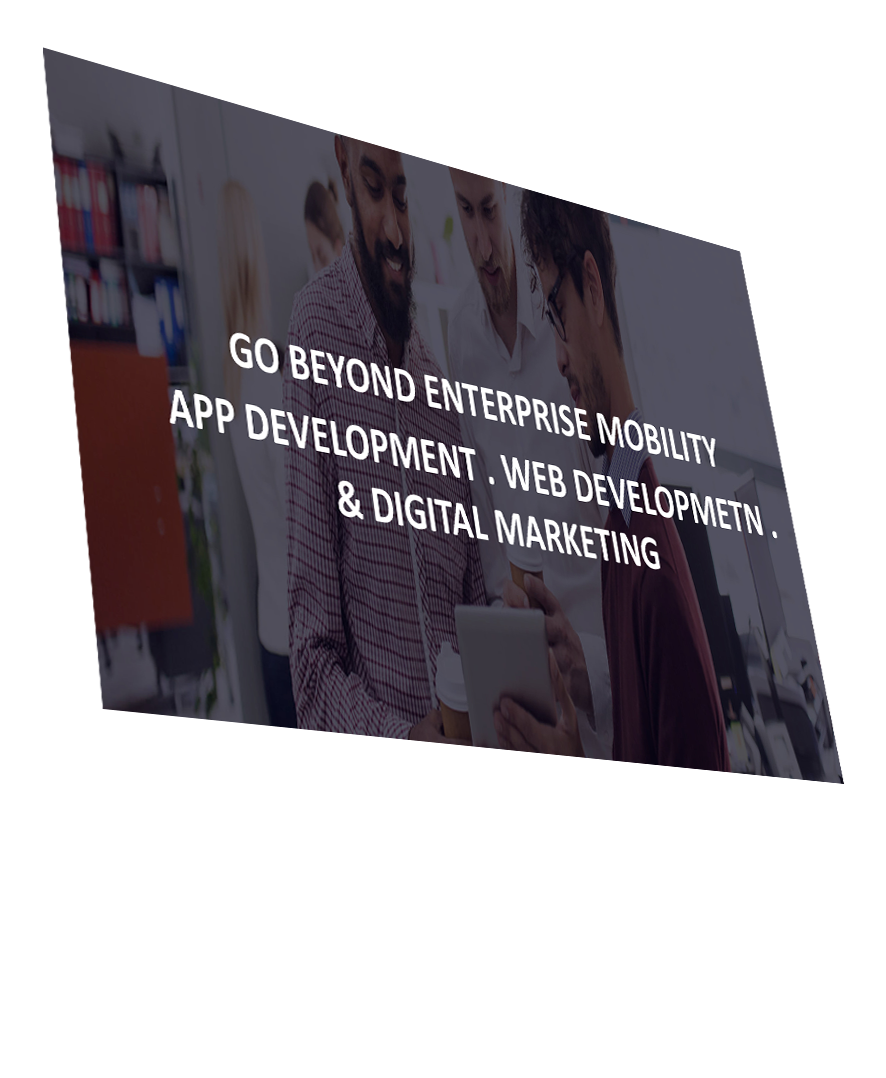 GO BEYOND ENTERPRISE MOBILITY
APP DEVELOPMENT . WEB DEVELOPMETN .
& DIGITAL MARKETING